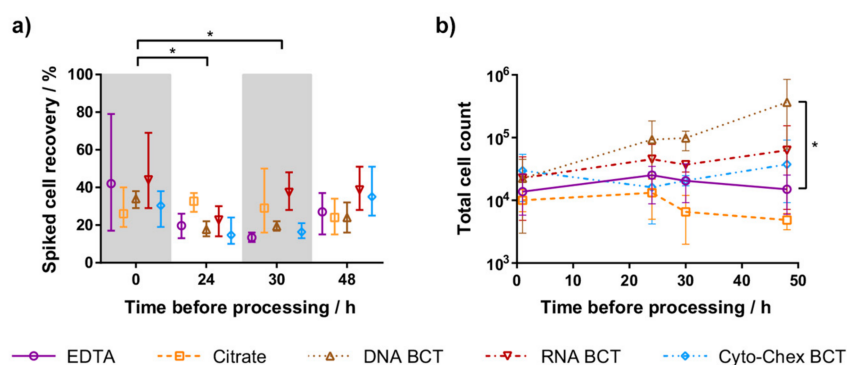 a)
*
*
Spiked cell recovery / %
100
80
60
40
20
0
0 24 30 48
Time before processing / h
b)
Total cell count
10⁶
10⁵
10⁴
10³
*
0 10 20 30 40 50
Time before processing / h
EDTA Citrate DNA BCT RNA BCT Cyto-Chex BCT